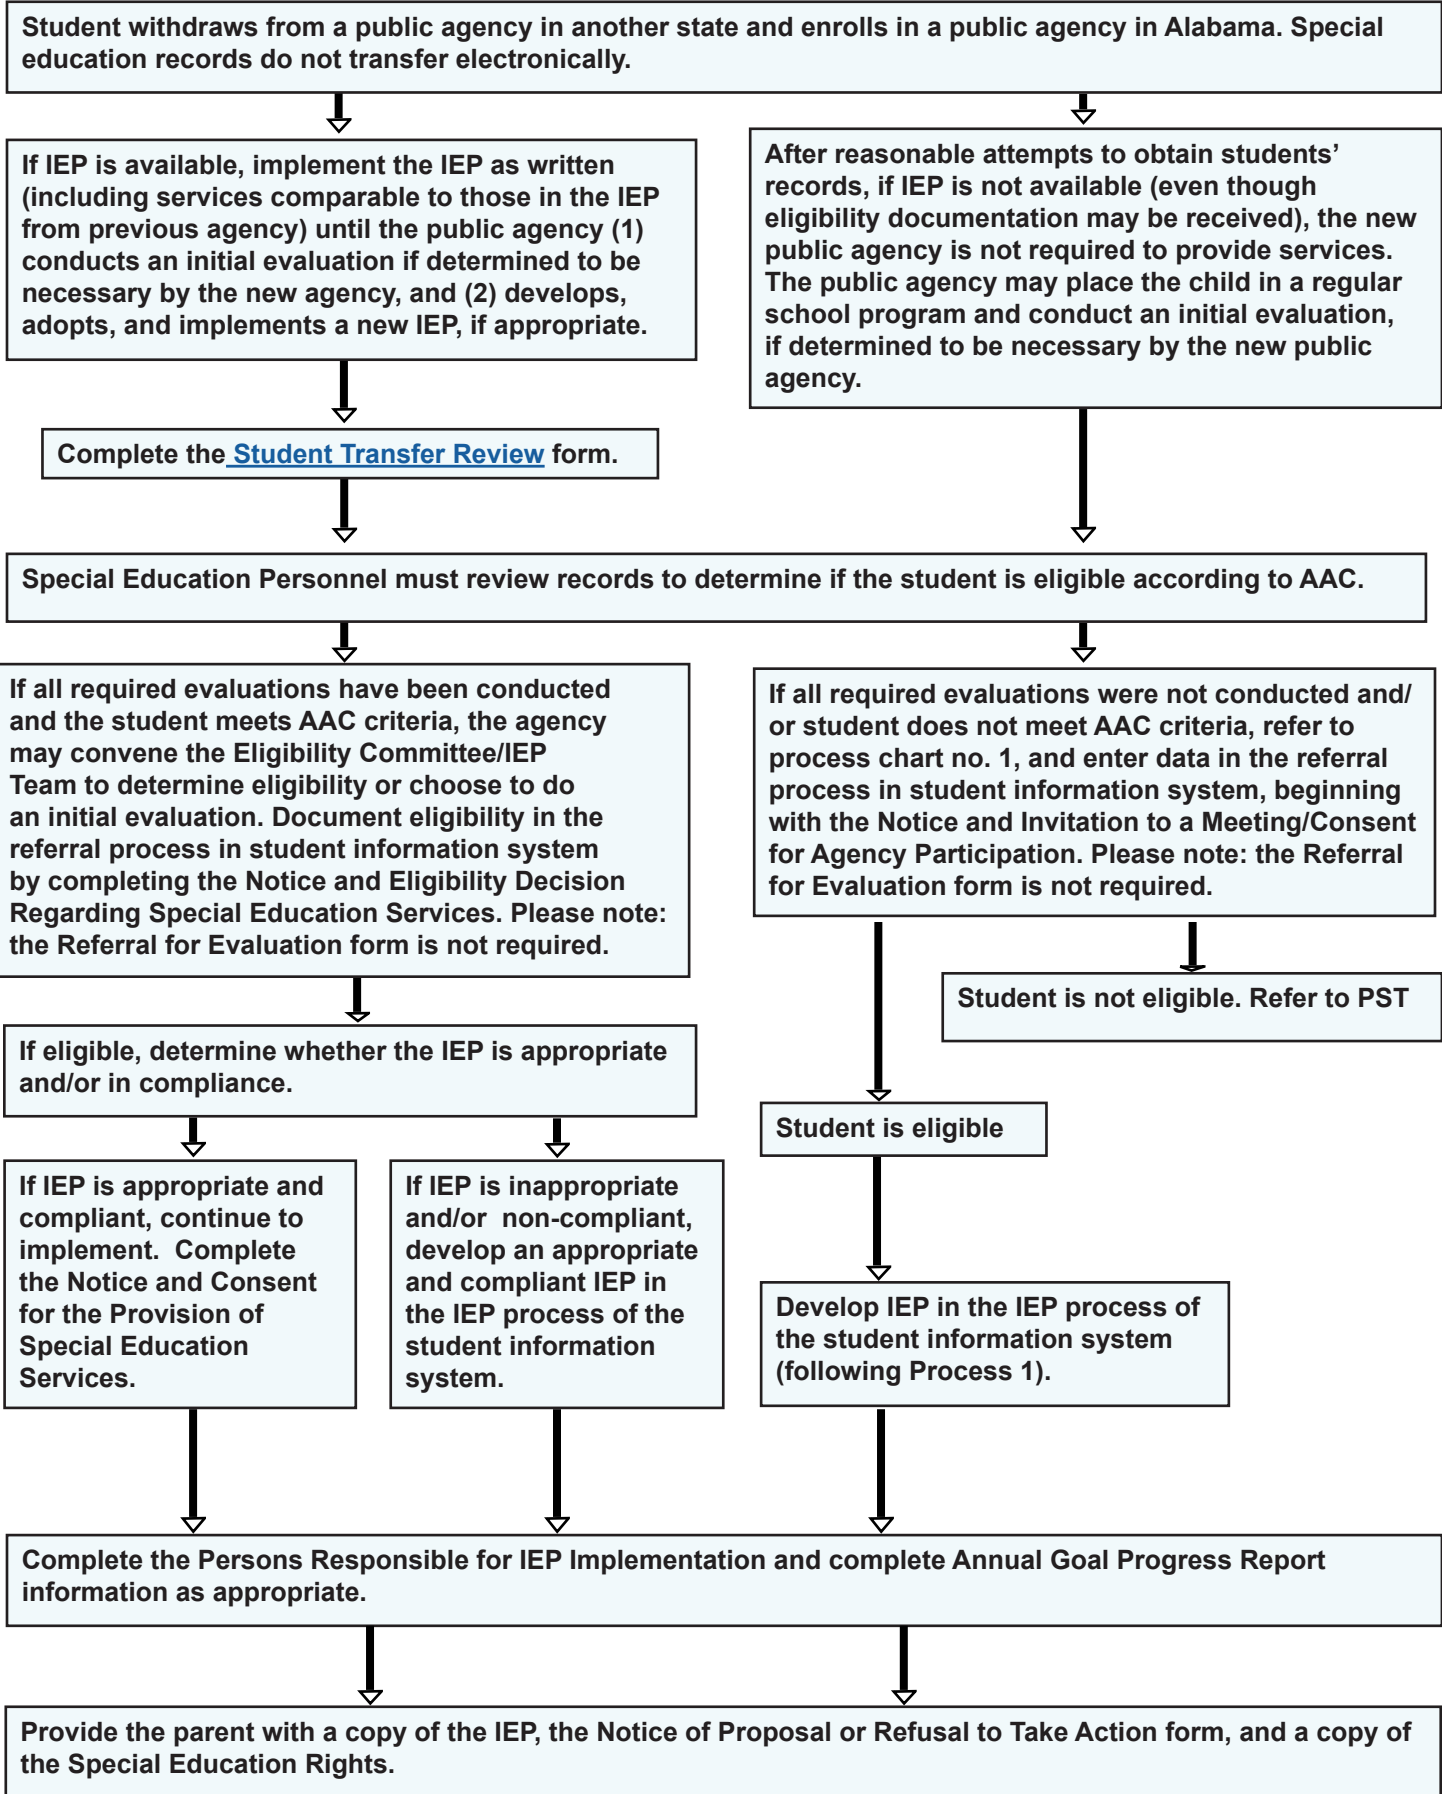 Student withdraws from a public agency in another state and enrolls in a public agency in Alabama. Special
education records do not transfer electronically.
If IEP is available, implement the IEP as written
(including services comparable to those in the IEP
from previous agency) until the public agency (1)
conducts an initial evaluation if determined to be
necessary by the new agency, and (2) develops,
adopts, and implements a new IEP, if appropriate.
After reasonable attempts to obtain students'
records, if IEP is not available (even though
eligibility documentation may be received), the new
public agency is not required to provide services.
The public agency may place the child in a regular
school program and conduct an initial evaluation,
if determined to be necessary by the new public
agency.
Complete the Student Transfer Review form.
Special Education Personnel must review records to determine if the student is eligible according to AAC.
If all required evaluations have been conducted
and the student meets AAC criteria, the agency
may convene the Eligibility Committee/IEP
Team to determine eligibility or choose to do
an initial evaluation. Document eligibility in the
referral process in student information system
by completing the Notice and Eligibility Decision
Regarding Special Education Services. Please note:
the Referral for Evaluation form is not required.
If all required evaluations were not conducted and/
or student does not meet AAC criteria, refer to
process chart no. 1, and enter data in the referral
process in student information system, beginning
with the Notice and Invitation to a Meeting/Consent
for Agency Participation. Please note: the Referral
for Evaluation form is not required.
Student is not eligible. Refer to PST
If eligible, determine whether the IEP is appropriate
and/or in compliance.
Student is eligible
If IEP is appropriate and
compliant, continue to
implement.  Complete
the Notice and Consent
for the Provision of
Special Education
Services.
If IEP is inappropriate
and/or  non-compliant,
develop an appropriate
and compliant IEP in
the IEP process of the
student information
system.
Develop IEP in the IEP process of
the student information system
(following Process 1).
Complete the Persons Responsible for IEP Implementation and complete Annual Goal Progress Report
information as appropriate.
Provide the parent with a copy of the IEP, the Notice of Proposal or Refusal to Take Action form, and a copy of
the Special Education Rights.